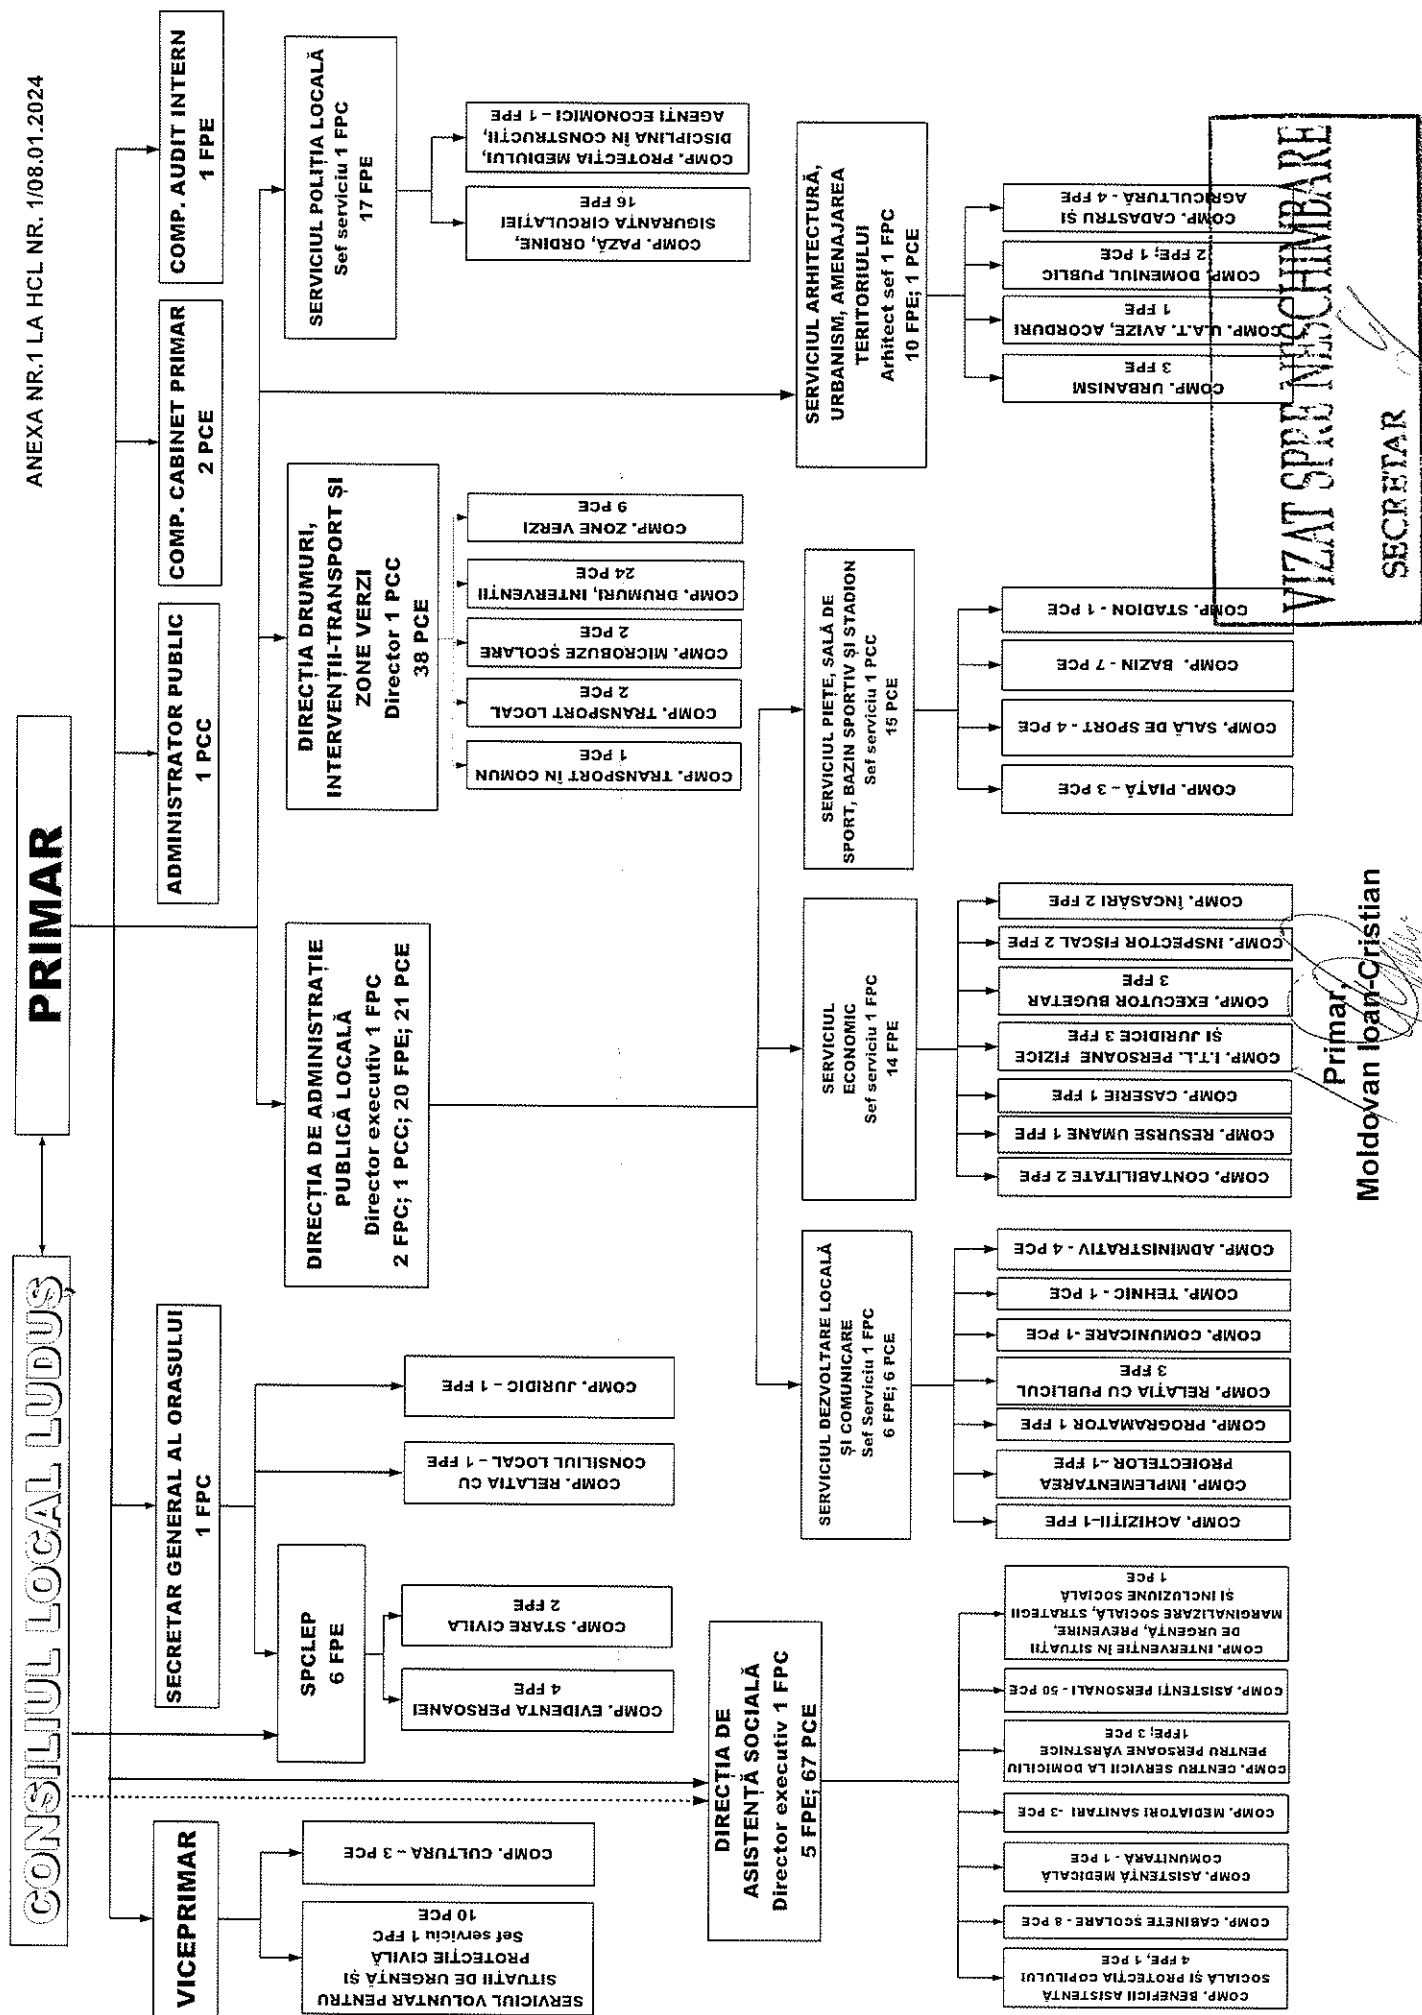 ANEXA NR.1 LA HCL NR. 1/08.01.2024
CONSILIUL LOCAL LUDUȘ
PRIMAR
VICEPRIMAR
SECRETAR GENERAL AL ORASULUI
1 FPC
ADMINISTRATOR PUBLIC
1 PCC
COMP. CABINET PRIMAR
2 PCE
COMP. AUDIT INTERN
1 FPE
SERVICIUL VOLUNTAR PENTRU
SITUAȚII DE URGENȚĂ ȘI
PROTECȚIE CIVILĂ
Sef serviciu 1 FPC
10 PCE
COMP. CULTURA – 3 PCE
SPCLEP
6 FPE
COMP. EVIDENTA PERSOANEI
4 FPE
COMP. STARE CIVILA
2 FPE
COMP. RELATIA CU
CONSILIUL LOCAL – 1 FPE
COMP. JURIDIC – 1 FPE
DIRECȚIA DE ADMINISTRAȚIE
PUBLICĂ LOCALĂ
Director executiv 1 FPC
2 FPC; 1 PCC; 20 FPE; 21 PCE
DIRECȚIA DRUMURI,
INTERVENȚII-TRANSPORT ȘI
ZONE VERZI
Director 1 PCC
38 PCE
COMP. TRANSPORT ÎN COMUN
1 PCE
COMP. TRANSPORT LOCAL
2 PCE
COMP. MICROBUZE ȘCOLARE
2 PCE
COMP. DRUMURI, INTERVENȚII
24 PCE
COMP. ZONE VERZI
9 PCE
SERVICIUL POLIȚIA LOCALĂ
Sef serviciu 1 FPC
17 FPE
COMP. PAZĂ, ORDINE,
SIGURANTA CIRCULAȚIEI
16 FPE
COMP. PROTECȚIA MEDIULUI,
DISCIPLINA ÎN CONSTRUCȚII,
AGENȚI ECONOMICI – 1 FPE
DIRECȚIA DE
ASISTENȚĂ SOCIALĂ
Director executiv 1 FPC
5 FPE; 67 PCE
COMP. BENEFICII ASISTENȚĂ
SOCIALĂ ȘI PROTECȚIA COPILULUI
4 FPE, 1 PCE
COMP. CABINETE ȘCOLARE - 8 PCE
COMP. ASISTENȚĂ MEDICALĂ
COMUNITARĂ - 1 PCE
COMP. MEDIATORI SANITARI -3 PCE
COMP. CENTRU SERVICII LA DOMICILIU
PENTRU PERSOANE VÂRSTNICE
1FPE; 3 PCE
COMP. ASISTENȚI PERSONALI - 50 PCE
COMP. INTERVENȚIE ÎN SITUAȚII
DE URGENȚĂ, PREVENIRE,
MARGINALIZARE SOCIALĂ, STRATEGII
ȘI INCLUZIUNE SOCIALĂ
1 PCE
SERVICIUL DEZVOLTARE LOCALĂ
ȘI COMUNICARE
Sef Serviciu 1 FPC
6 FPE; 6 PCE
COMP. ACHIZIȚII–1 FPE
COMP. IMPLEMENTAREA
PROIECTELOR –1 FPE
COMP. PROGRAMATOR 1 FPE
COMP. RELAȚIA CU PUBLICUL
3 FPE
COMP. COMUNICARE -1 PCE
COMP. TEHNIC - 1 PCE
COMP. ADMINISTRATIV - 4 PCE
SERVICIUL
ECONOMIC
Sef serviciu 1 FPC
14 FPE
COMP. CONTABILITATE 2 FPE
COMP. RESURSE UMANE 1 FPE
COMP. CASERIE 1 FPE
COMP. I.T.L. PERSOANE FIZICE
ȘI JURIDICE 3 FPE
COMP. EXECUTOR BUGETAR
3 FPE
COMP. INSPECTOR FISCAL 2 FPE
COMP. ÎNCASĂRI 2 FPE
SERVICIUL PIEȚE, SALĂ DE
SPORT, BAZIN SPORTIV ȘI STADION
Sef serviciu 1 PCC
15 PCE
COMP. PIAȚĂ – 3 PCE
COMP. SALĂ DE SPORT - 4 PCE
COMP. BAZIN - 7 PCE
COMP. STADION - 1 PCE
SERVICIUL ARHITECTURĂ,
URBANISM, AMENAJAREA
TERITORIULUI
Arhitect sef 1 FPC
10 FPE; 1 PCE
COMP. URBANISM
3 FPE
COMP. U.A.T. AVIZE, ACORDURI
1 FPE
COMP. DOMENIUL PUBLIC
2 FPE; 1 PCE
COMP. CADASTRU ȘI
AGRICULTURĂ - 4 FPE
Primar,
Moldovan Ioan-Cristian
VIZAT SPRE NESCHIMBARE
SECRETAR